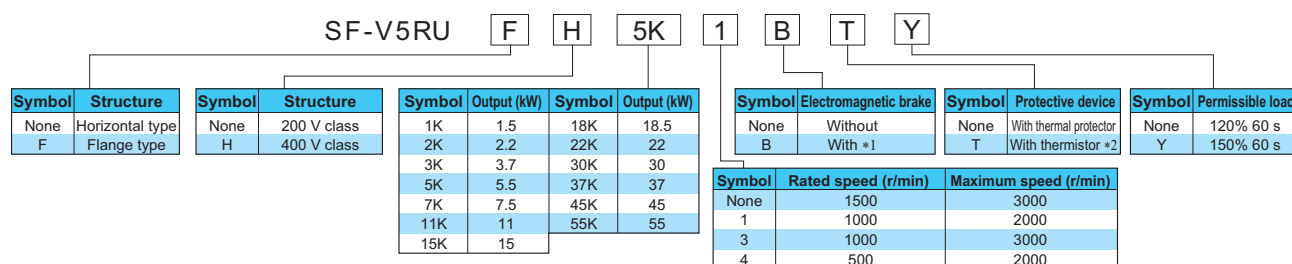 SF-V5RU F H 5K 1 B T Y
Symbol Structure
None Horizontal type
F Flange type
Symbol Structure
None 200 V class
H 400 V class
Symbol Output (kW) Symbol Output (kW)
1K 1.5 18K 18.5
2K 2.2 22K 22
3K 3.7 30K 30
5K 5.5 37K 37
7K 7.5 45K 45
11K 11 55K 55
15K 15
Symbol Electromagnetic brake
None Without
B With *1
Symbol Protective device
None With thermal protector
T With thermistor *2
Symbol Permissible load
None 120% 60 s
Y 150% 60 s
Symbol Rated speed (r/min) Maximum speed (r/min)
None 1500 3000
1 1000 2000
3 1000 3000
4 500 2000